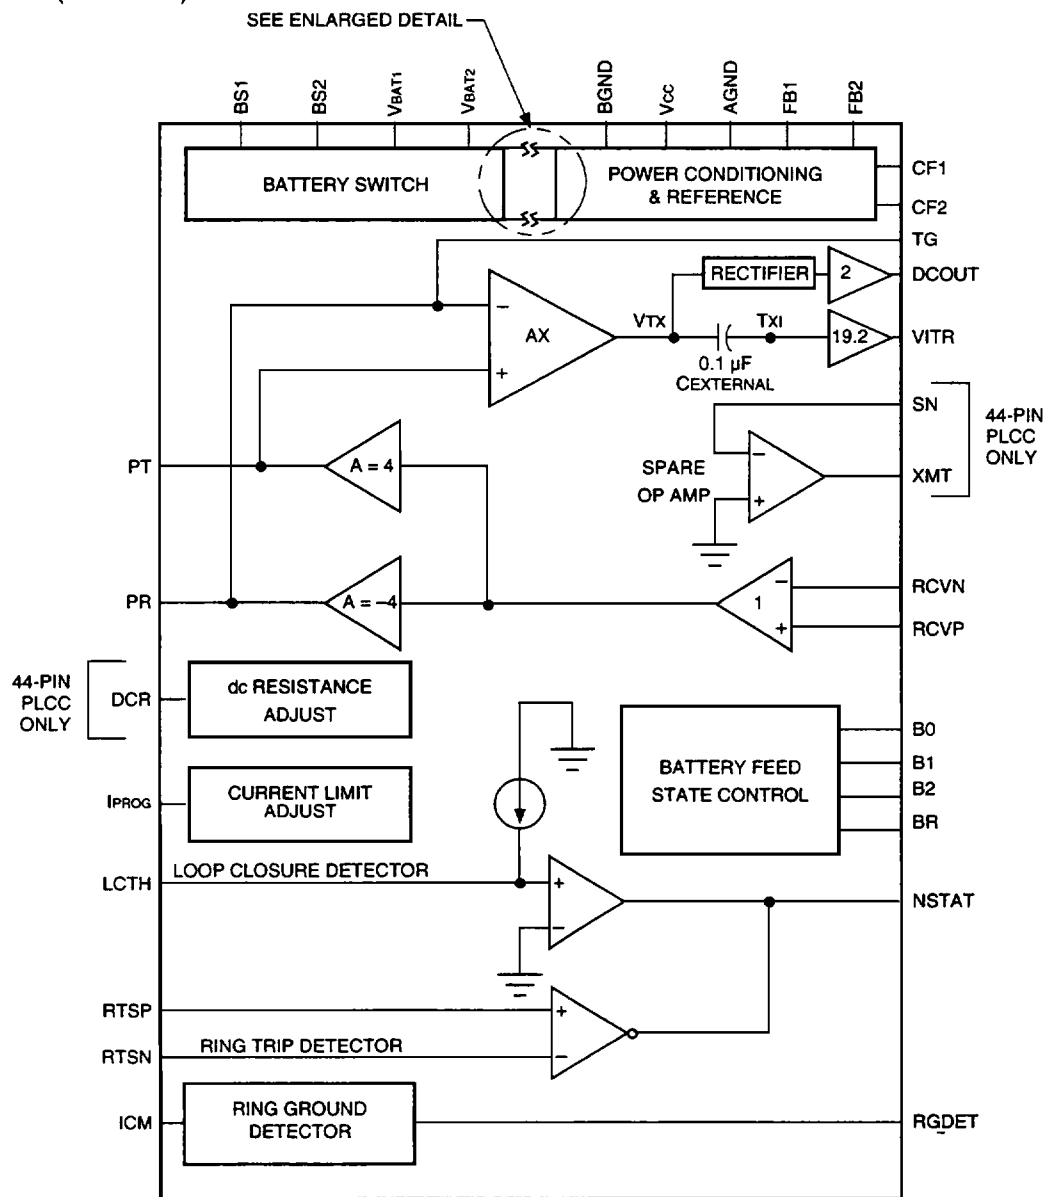 SEE ENLARGED DETAIL
BS1
BS2
VBAT1
VBAT2
BGND
VCC
AGND
FB1
FB2
BATTERY SWITCH
POWER CONDITIONING
& REFERENCE
CF1
CF2
TG
RECTIFIER
2
DCOUT
–
AX
+
VTX
TXI
19.2
VITR
0.1 µF
CEXTERNAL
SN
44-PIN
PLCC
ONLY
PT
A = 4
SPARE
OP AMP
–
+
XMT
PR
A = –4
1
–
+
RCVN
RCVP
44-PIN
PLCC
ONLY
DCR
dc RESISTANCE
ADJUST
IPROG
CURRENT LIMIT
ADJUST
BATTERY FEED
STATE CONTROL
B0
B1
B2
BR
LCTH
LOOP CLOSURE DETECTOR
+
–
NSTAT
RTSP
+
RTSN
RING TRIP DETECTOR
–
ICM
RING GROUND
DETECTOR
RGDET